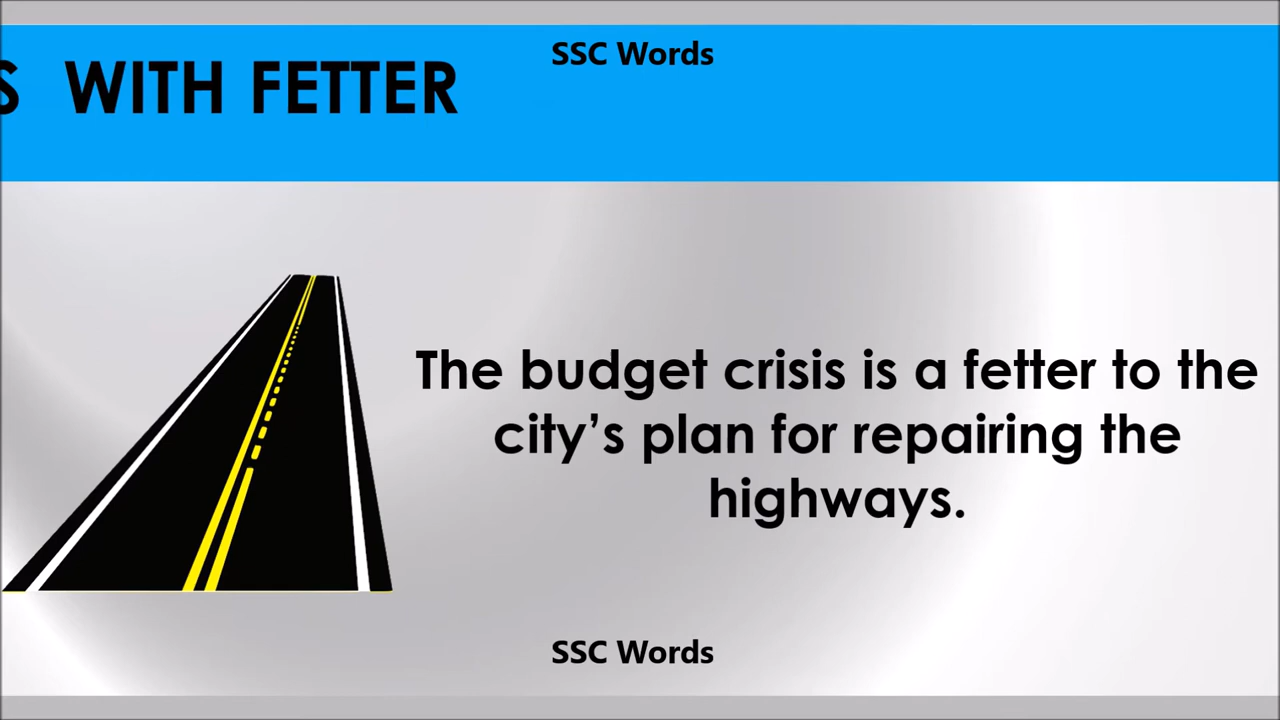 SSC Words
S WITH FETTER
The budget crisis is a fetter to the
city’s plan for repairing the
highways.
SSC Words